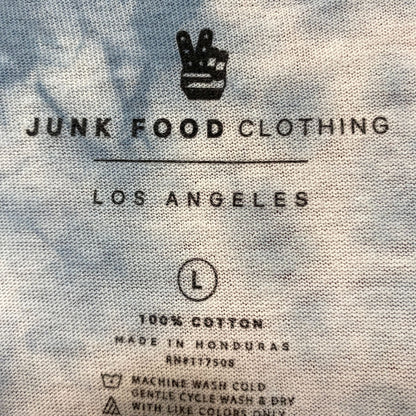 JUNK FOOD CLOTHING
LOS ANGELES
L
100% COTTON
MADE IN HONDURAS
RN#117508
MACHINE WASH COLD
GENTLE CYCLE WASH & DRY
WITH LIKE COLORS ONLY